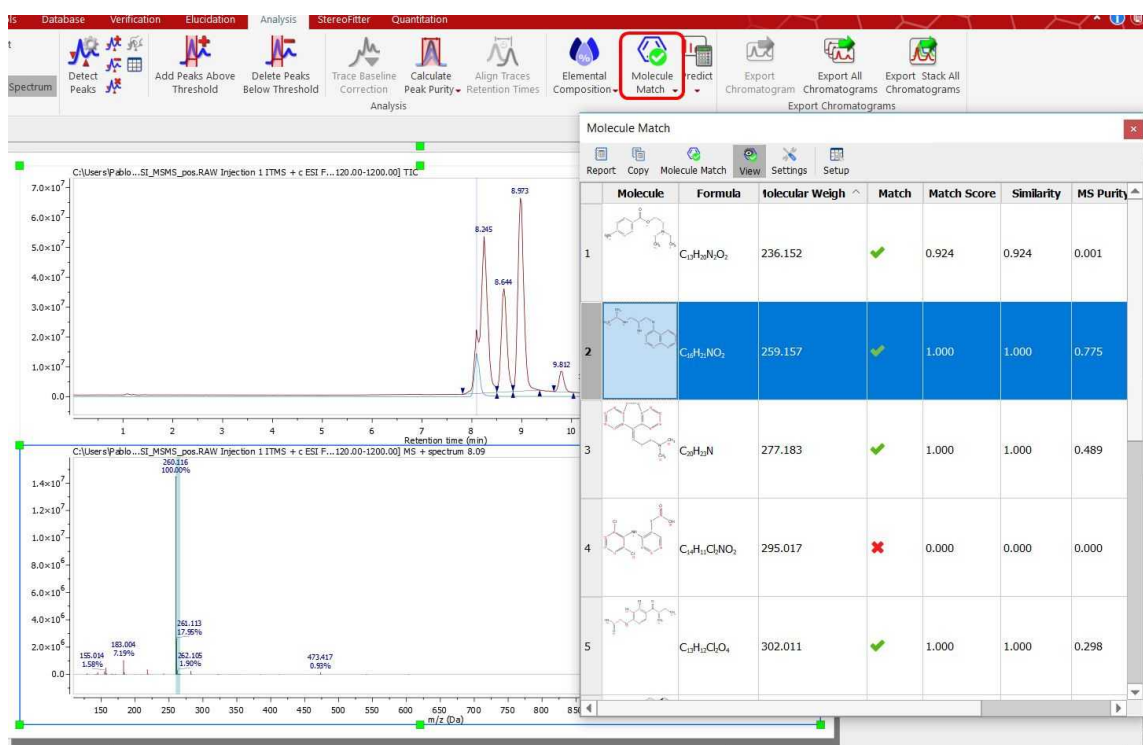 Database Verification Elucidation Analysis StereoFitter Quantitation
Spectrum
Detect Peaks
Add Peaks Above Threshold
Delete Peaks Below Threshold
Trace Baseline Correction
Calculate Peak Purity
Align Traces Retention Times
Elemental Composition
Molecule Match
Predict
Export Chromatogram
Export All Chromatograms
Export Stack All Chromatograms
Analysis
Export Chromatograms
C:\Users\Pablo...SI_MSMS_pos.RAW Injection 1 ITMS + c ESI F...120.00-1200.00] TIC
7.0×10⁷
6.0×10⁷
5.0×10⁷
4.0×10⁷
3.0×10⁷
2.0×10⁷
1.0×10⁷
0.0
8.245
8.644
8.973
9.812
1 2 3 4 5 6 7 8 9 10
Retention time (min)
C:\Users\Pablo...SI_MSMS_pos.RAW Injection 1 ITMS + c ESI F...120.00-1200.00] MS + spectrum 8.09
1.4×10⁷
1.2×10⁷
1.0×10⁷
8.0×10⁶
6.0×10⁶
4.0×10⁶
2.0×10⁶
0.0
260.116
100.00%
261.113
17.95%
262.105
1.90%
183.004
7.19%
155.014
1.58%
473.417
0.93%
150 200 250 300 350 400 450 500 550 600 650 700 750 800 850
m/z (Da)
Molecule Match
Report Copy Molecule Match View Settings Setup
Molecule Formula Molecular Weigh Match Match Score Similarity MS Purity
1 C₁₃H₂₀N₂O₂ 236.152 0.924 0.924 0.001
2 C₁₆H₂₁NO₂ 259.157 1.000 1.000 0.775
3 C₂₀H₂₃N 277.183 1.000 1.000 0.489
4 C₁₄H₁₁Cl₂NO₂ 295.017 0.000 0.000 0.000
5 C₁₃H₁₂Cl₂O₄ 302.011 1.000 1.000 0.298